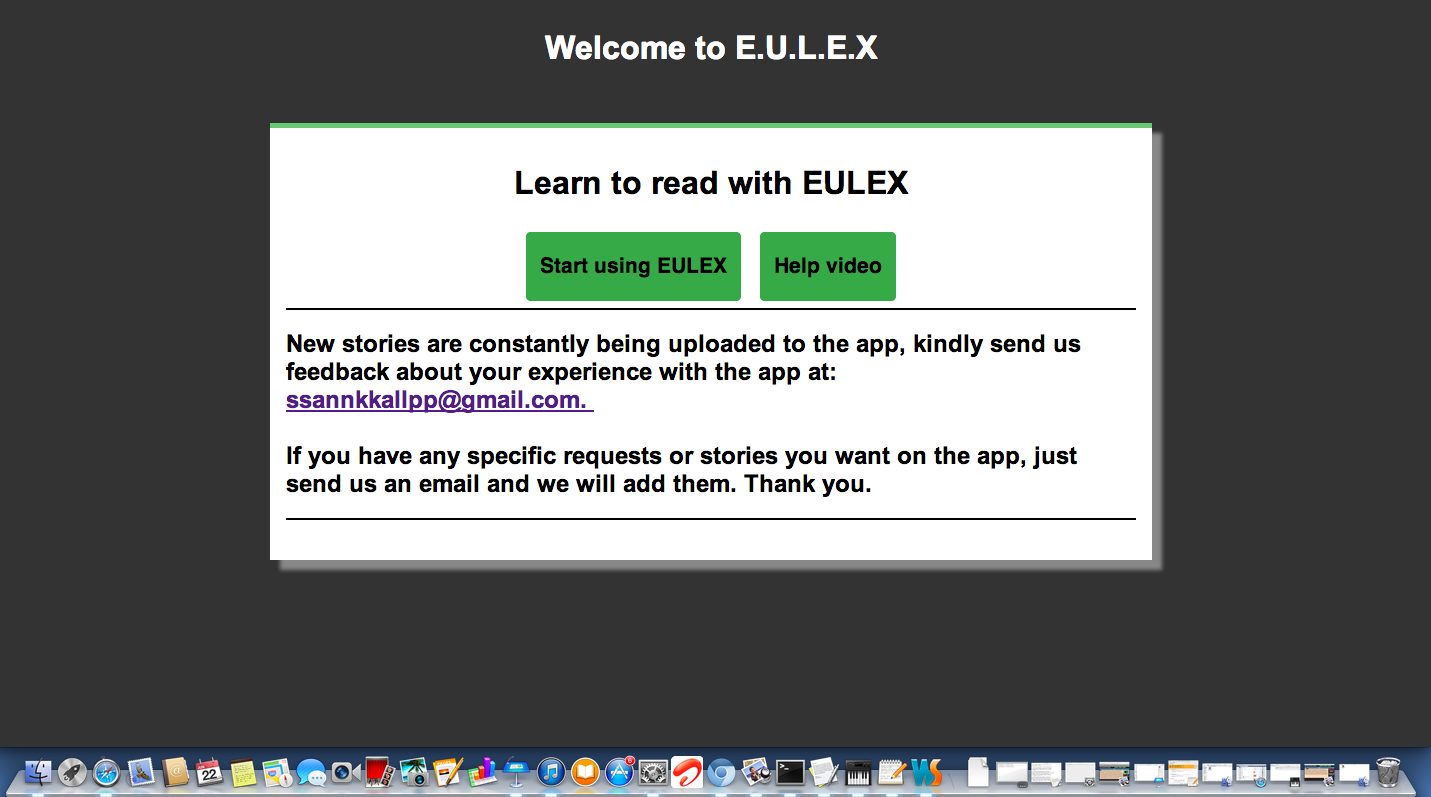 Welcome to E.U.L.E.X
Learn to read with EULEX
Start using EULEX
Help video
New stories are constantly being uploaded to the app, kindly send us
feedback about your experience with the app at:
ssannkkallpp@gmail.com.
If you have any specific requests or stories you want on the app, just
send us an email and we will add them. Thank you.
22